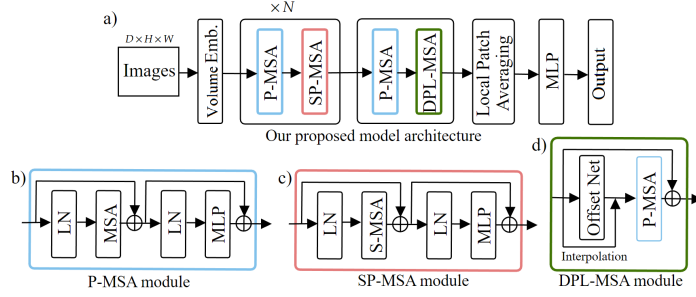 a)
× N
D × H × W
Images
Volume Emb.
P-MSA
SP-MSA
P-MSA
DPL-MSA
Local Patch
Averaging
MLP
Output
Our proposed model architecture
b)
LN
MSA
LN
MLP
P-MSA module
c)
LN
S-MSA
LN
MLP
SP-MSA module
d)
Offset Net
P-MSA
Interpolation
DPL-MSA module